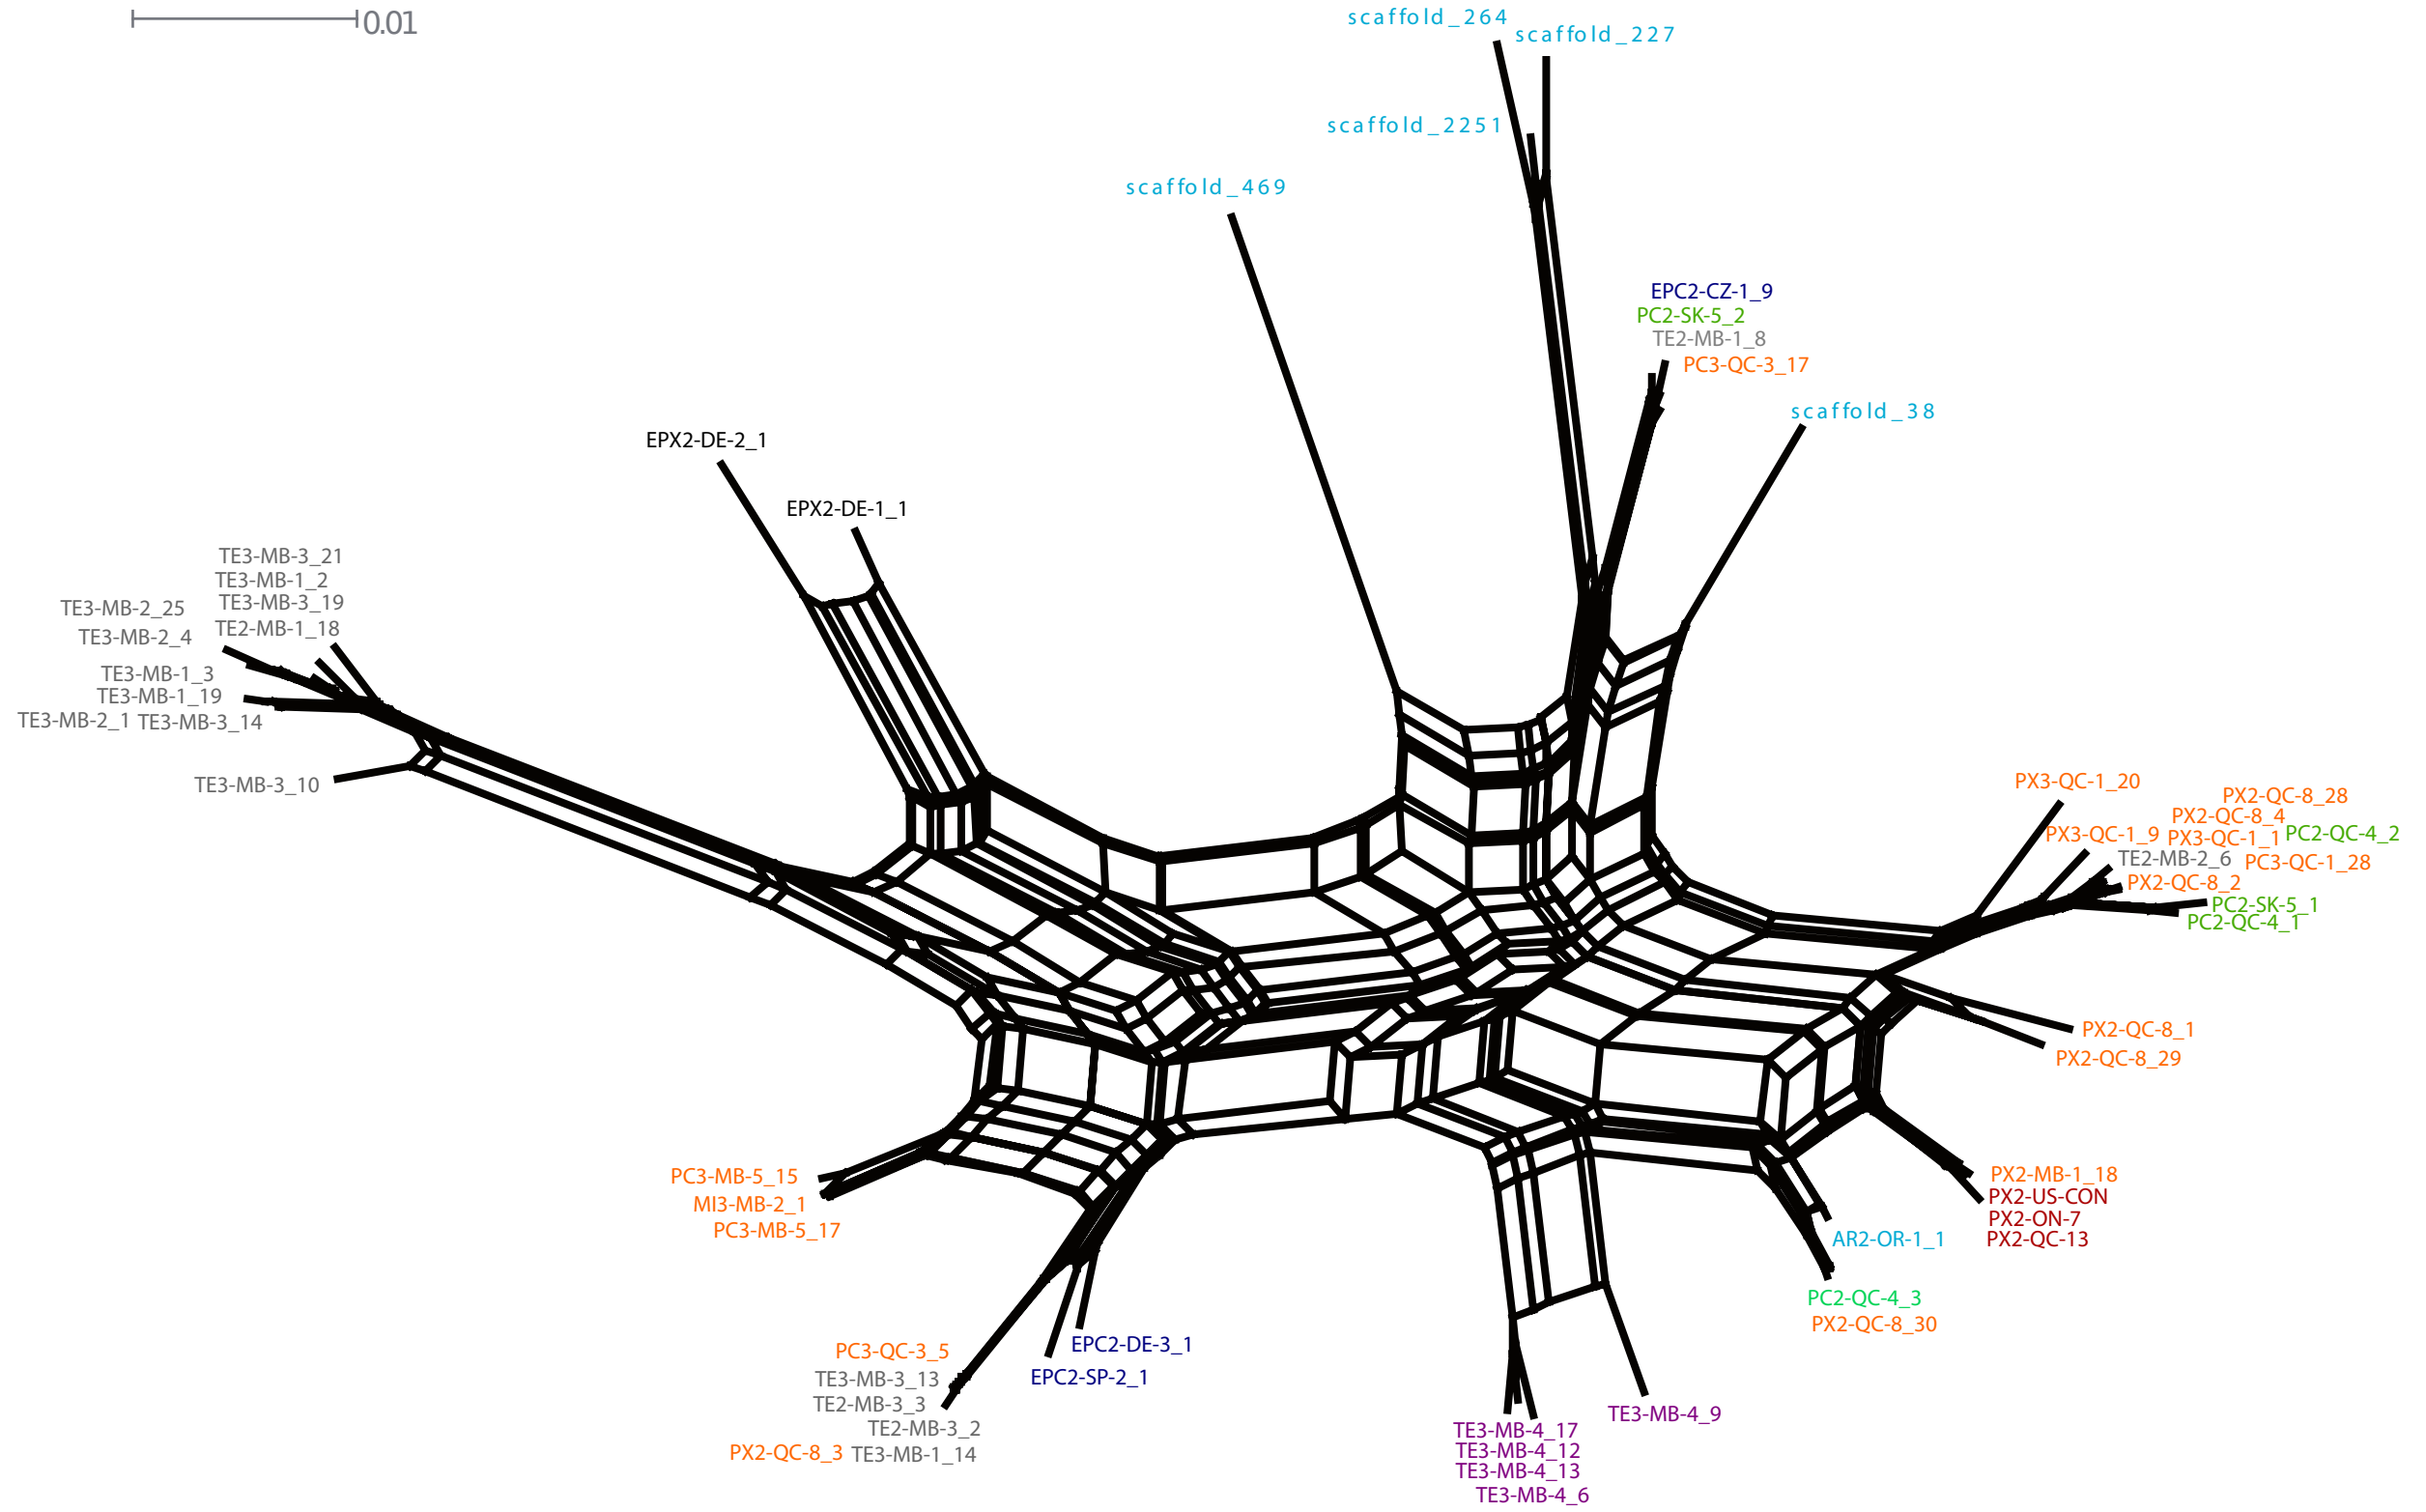 0.01
scaffold_264
scaffold_227
scaffold_2251
scaffold_469
EPC2-CZ-1_9
PC2-SK-5_2
TE2-MB-1_8
PC3-QC-3_17
scaffold_38
EPX2-DE-2_1
EPX2-DE-1_1
TE3-MB-3_21
TE3-MB-1_2
TE3-MB-2_25 TE3-MB-3_19
TE3-MB-2_4 TE2-MB-1_18
TE3-MB-1_3
TE3-MB-1_19
TE3-MB-2_1 TE3-MB-3_14
TE3-MB-3_10
PX3-QC-1_20
PX2-QC-8_28
PX2-QC-8_4
PX3-QC-1_9 PX3-QC-1_1 PC2-QC-4_2
TE2-MB-2_6 PC3-QC-1_28
PX2-QC-8_2
PC2-SK-5_1
PC2-QC-4_1
PX2-QC-8_1
PX2-QC-8_29
PC3-MB-5_15
MI3-MB-2_1
PC3-MB-5_17
PX2-MB-1_18
PX2-US-CON
PX2-ON-7
PX2-QC-13
AR2-OR-1_1
PC2-QC-4_3
PX2-QC-8_30
EPC2-DE-3_1
EPC2-SP-2_1
PC3-QC-3_5
TE3-MB-3_13
TE2-MB-3_3
TE2-MB-3_2
PX2-QC-8_3 TE3-MB-1_14
TE3-MB-4_9
TE3-MB-4_17
TE3-MB-4_12
TE3-MB-4_13
TE3-MB-4_6